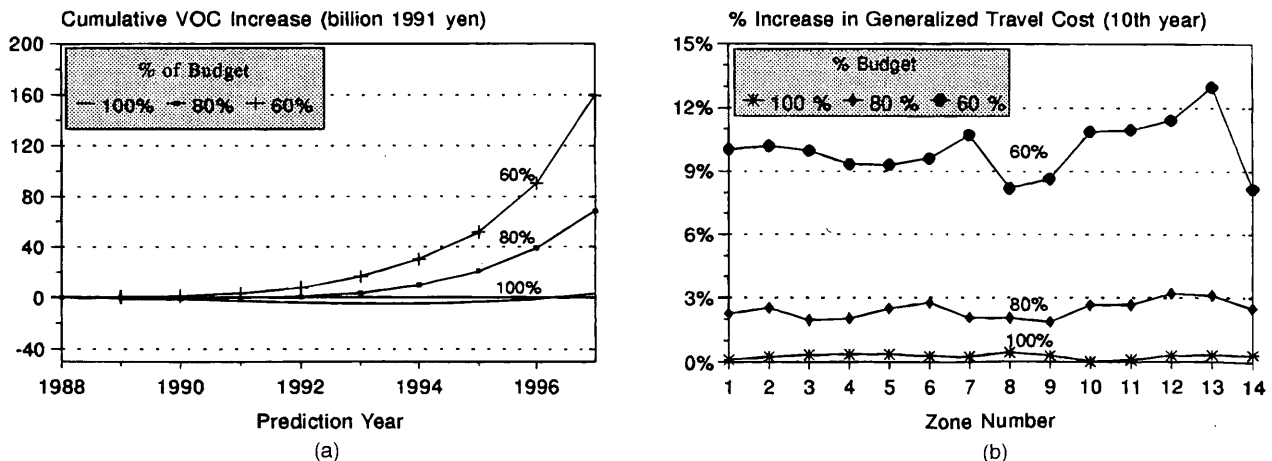 Cumulative VOC Increase (billion 1991 yen)
200
160
120
80
40
0
-40
% of Budget
100% 80% 60%
60%
80%
100%
1988 1990 1992 1994 1996
Prediction Year
(a)
% Increase in Generalized Travel Cost (10th year)
15%
12%
9%
6%
3%
0%
% Budget
100 % 80 % 60 %
60%
80%
100%
1 2 3 4 5 6 7 8 9 10 11 12 13 14
Zone Number
(b)